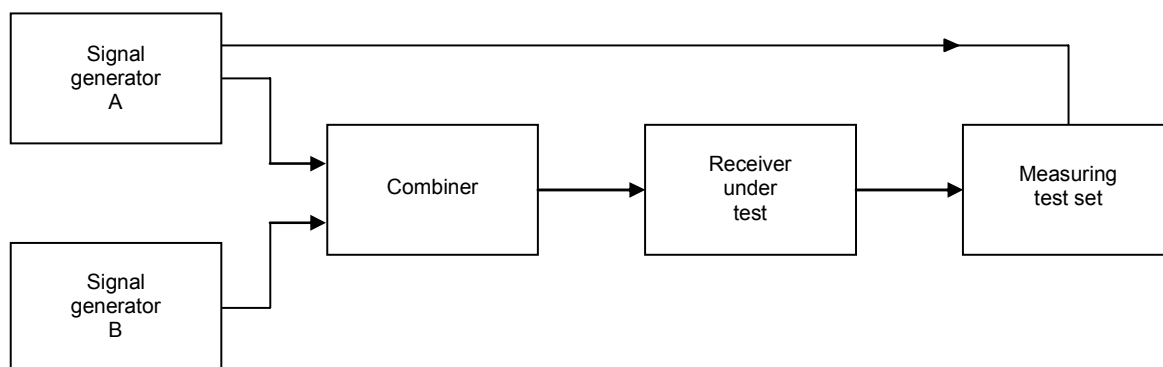 Signal
generator
A
Combiner
Receiver
under
test
Measuring
test set
Signal
generator
B